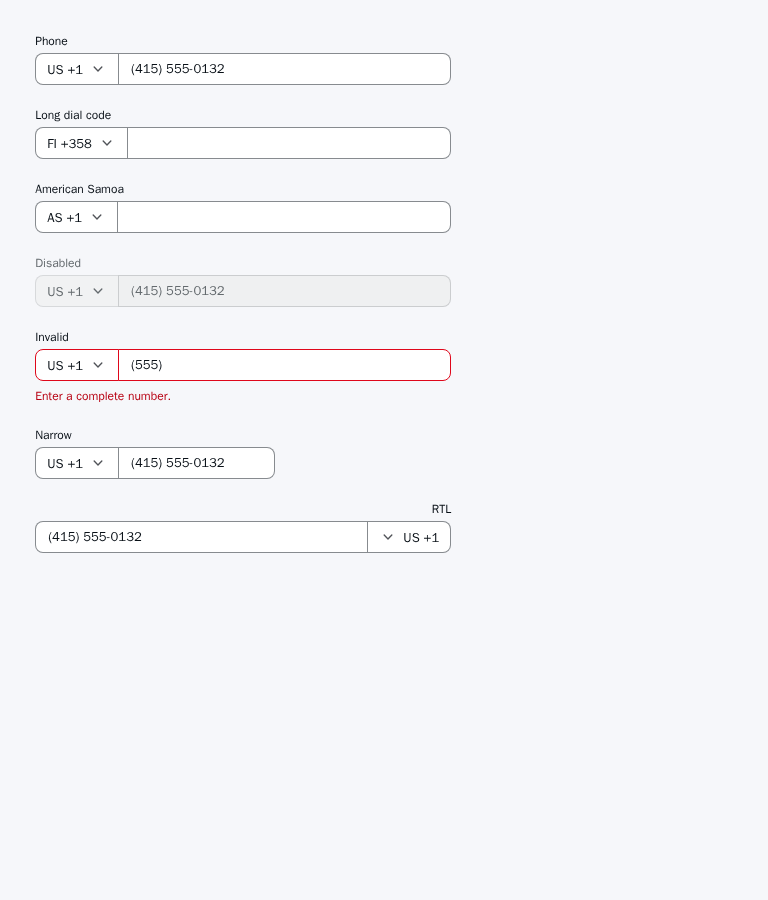 Phone
US +1 (415) 555-0132
Long dial code
FI +358
American Samoa
AS +1
Disabled
US +1 (415) 555-0132
Invalid
US +1 (555)
Enter a complete number.
Narrow
US +1 (415) 555-0132
RTL
(415) 555-0132 US +1